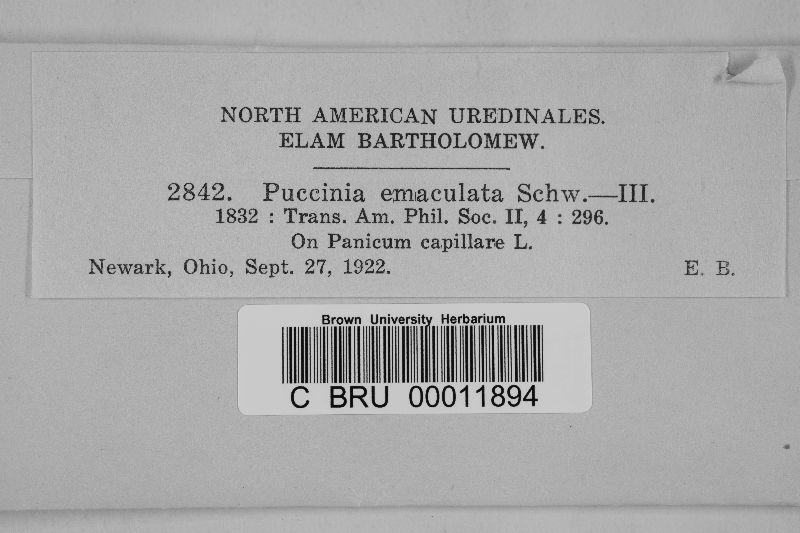 NORTH AMERICAN UREDINALES.
ELAM BARTHOLOMEW.
2842. Puccinia emaculata Schw.—III.
1832 : Trans. Am. Phil. Soc. II, 4 : 296.
On Panicum capillare L.
Newark, Ohio, Sept. 27, 1922. E. B.
Brown University Herbarium
C BRU 00011894